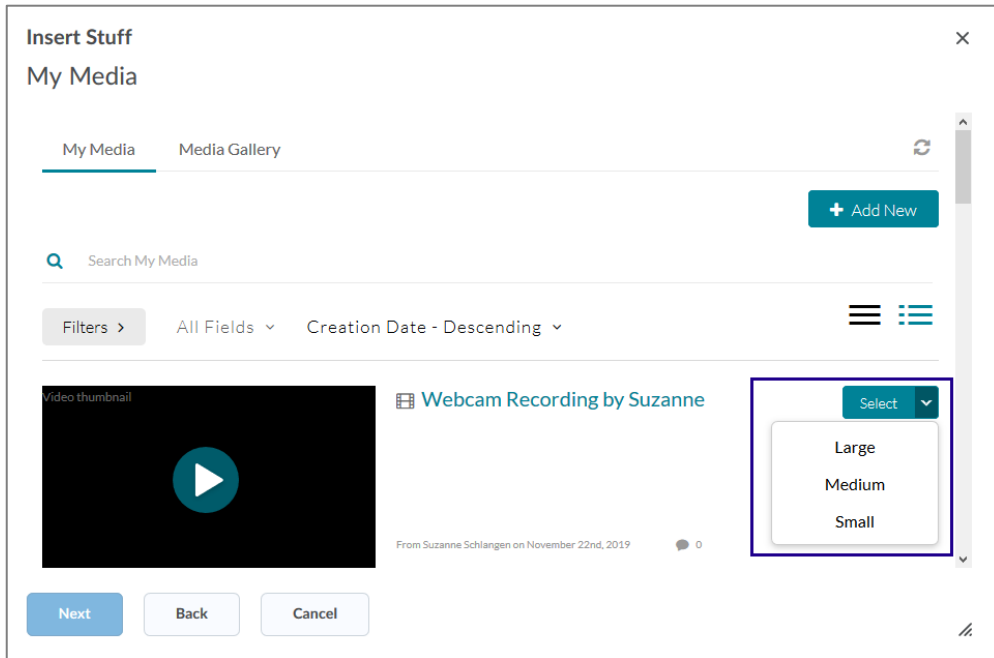 Insert Stuff
My Media
My Media Media Gallery
+ Add New
Search My Media
Filters > All Fields Creation Date - Descending
Video thumbnail
Webcam Recording by Suzanne
Select
Large
Medium
Small
From Suzanne Schlangen on November 22nd, 2019 0
Next Back Cancel